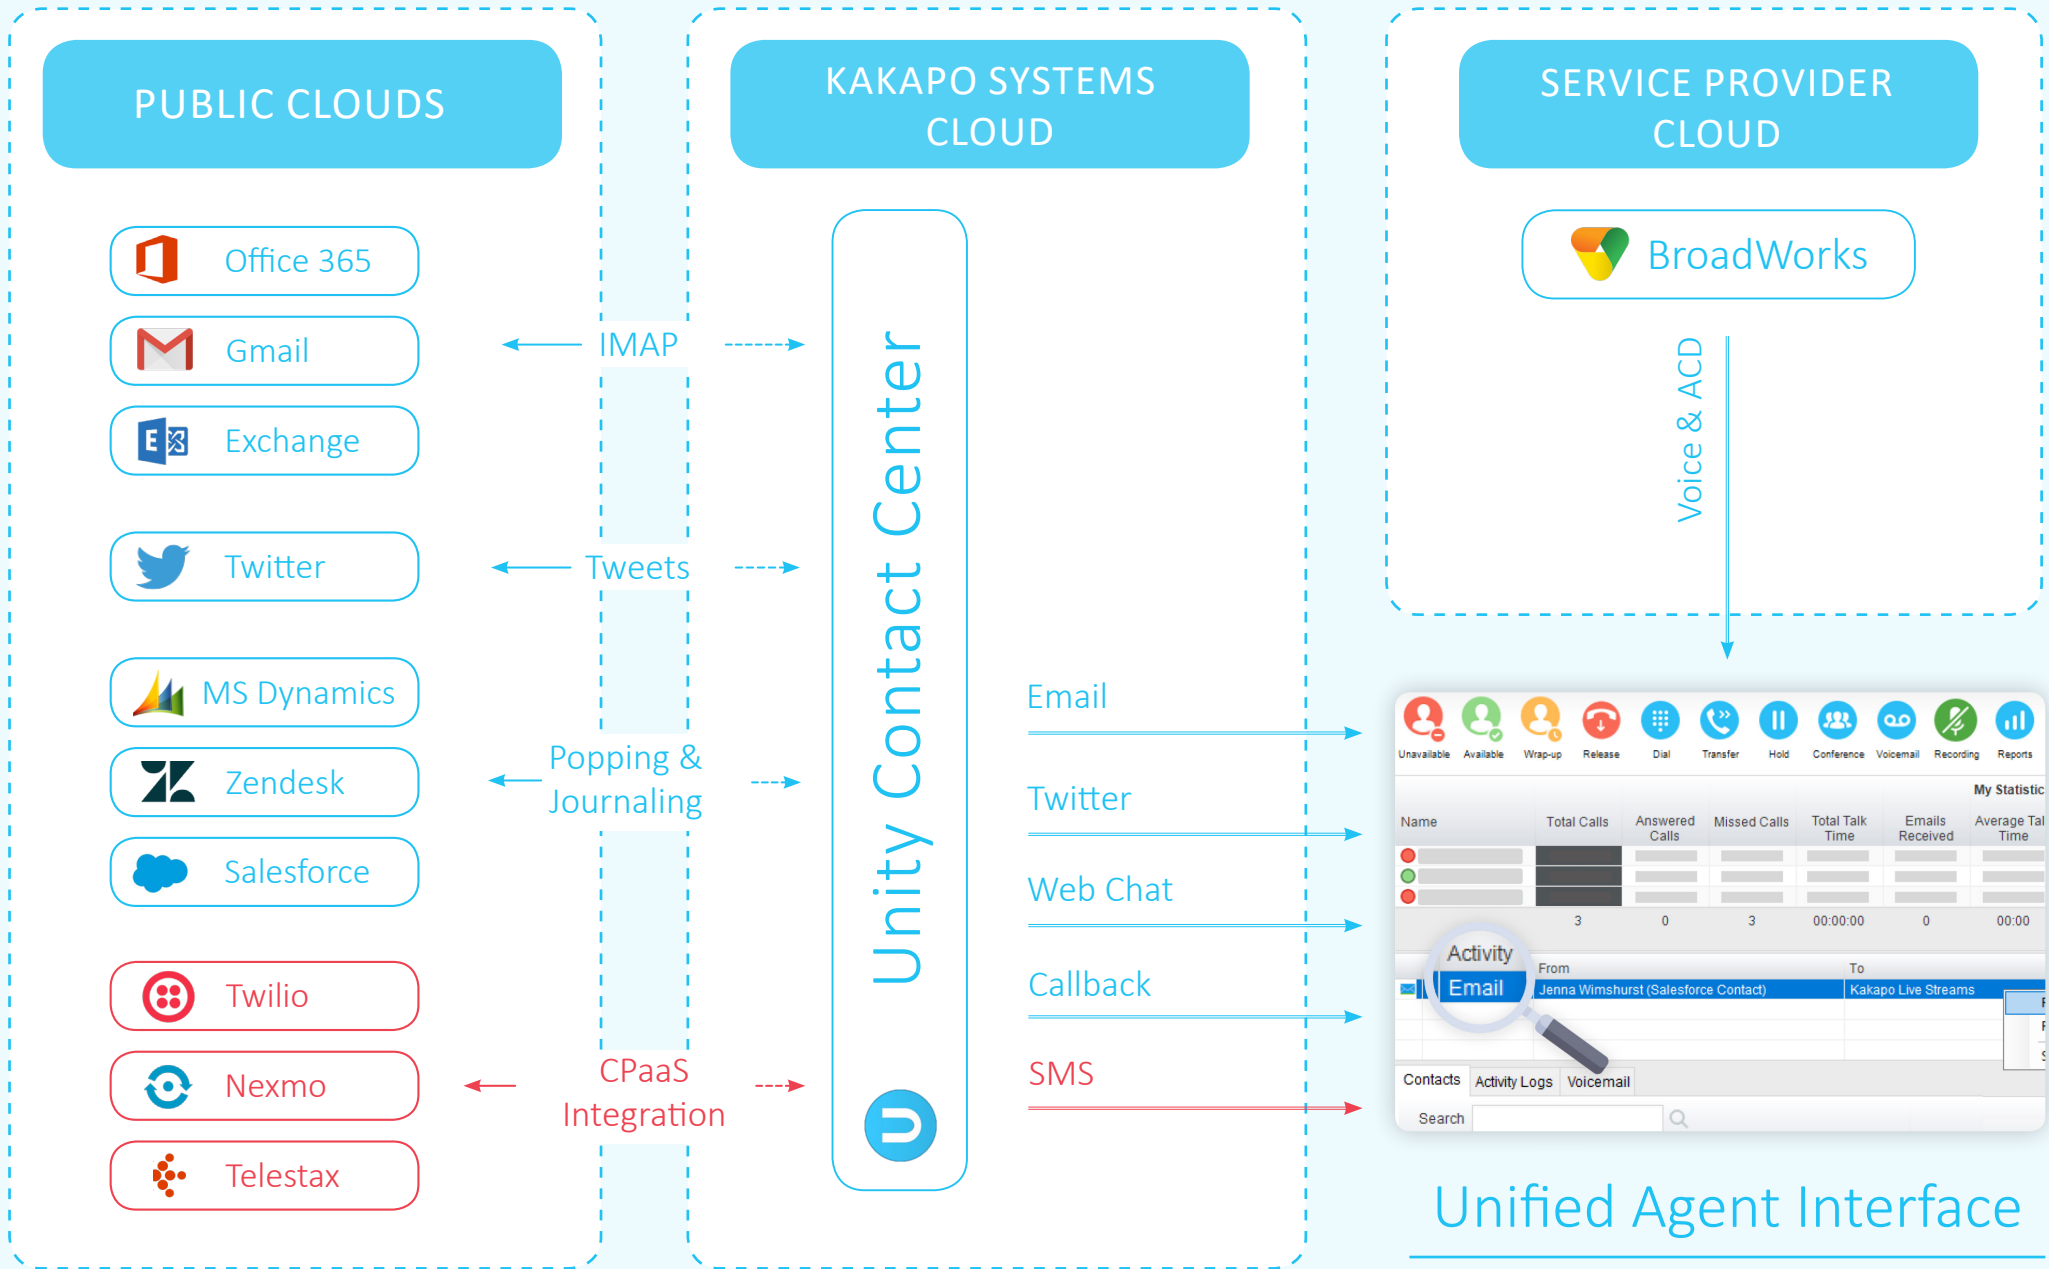 PUBLIC CLOUDS
Office 365
Gmail
Exchange
Twitter
MS Dynamics
Zendesk
Salesforce
Twilio
Nexmo
Telestax
IMAP
Tweets
Popping &
Journaling
CPaaS
Integration
KAKAPO SYSTEMS
CLOUD
Unity Contact Center
U
Email
Twitter
Web Chat
Callback
SMS
SERVICE PROVIDER
CLOUD
BroadWorks
Voice & ACD
Unavailable Available Wrap-up Release Dial Transfer Hold Conference Voicemail Recording Reports
My Statistic
Name Total Calls Answered Calls Missed Calls Total Talk Time Emails Received Average Tal Time
3 0 3 00:00:00 0 00:00
Activity From To
Email Jenna Wimshurst (Salesforce Contact) Kakapo Live Streams
Contacts Activity Logs Voicemail
Search
Unified Agent Interface